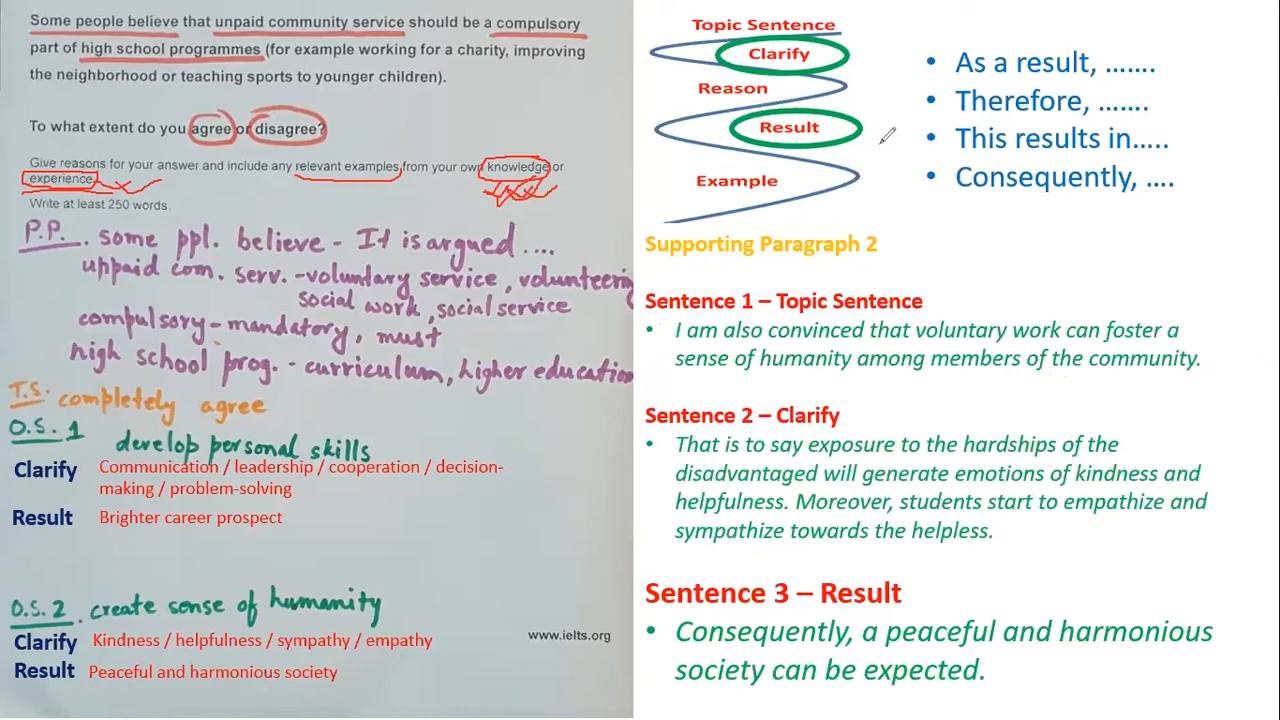 Some people believe that unpaid community service should be a compulsory
part of high school programmes (for example working for a charity, improving
the neighborhood or teaching sports to younger children).
To what extent do you agree or disagree?
Give reasons for your answer and include any relevant examples from your own knowledge or
experience.
Write at least 250 words.
P.P. . some ppl. believe - It is argued ....
uppaid com. serv. - voluntary service, volunteering
social work, social service
compulsory - mandatory, must
high school prog. - curriculum, higher education
T.S. completely agree
O.S. 1 develop personal skills
Clarify Communication / leadership / cooperation / decision-
making / problem-solving
Result Brighter career prospect
O.S. 2 . create sense of humanity
Clarify Kindness / helpfulness / sympathy / empathy
www.ielts.org
Result Peaceful and harmonious society
Topic Sentence
Clarify
Reason
Result
Example
• As a result, .......
• Therefore, .......
• This results in.....
• Consequently, ....
Supporting Paragraph 2
Sentence 1 – Topic Sentence
• I am also convinced that voluntary work can foster a
sense of humanity among members of the community.
Sentence 2 – Clarify
• That is to say exposure to the hardships of the
disadvantaged will generate emotions of kindness and
helpfulness. Moreover, students start to empathize and
sympathize towards the helpless.
Sentence 3 – Result
• Consequently, a peaceful and harmonious
society can be expected.